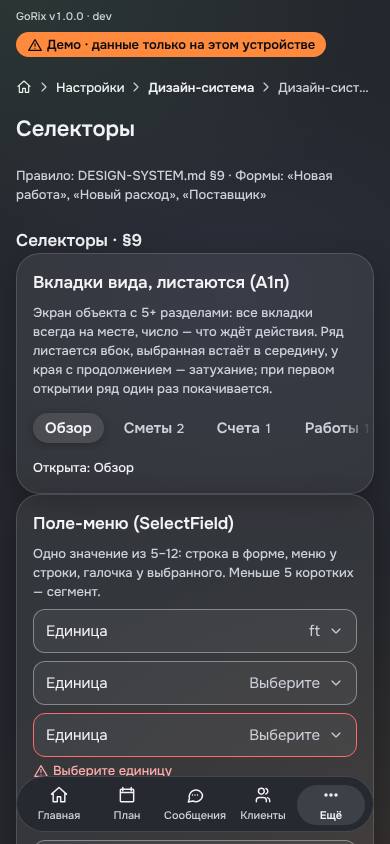 GoRix v1.0.0 · dev
Демо · данные только на этом устройстве
Настройки > Дизайн-система > Дизайн-сист…
Селекторы
Правило: DESIGN-SYSTEM.md §9 · Формы: «Новая
работа», «Новый расход», «Поставщик»
Селекторы · §9
Вкладки вида, листаются (А1п)
Экран объекта с 5+ разделами: все вкладки
всегда на месте, число — что ждёт действия. Ряд
листается вбок, выбранная встаёт в середину, у
края с продолжением — затухание; при первом
открытии ряд один раз покачивается.
Обзор Сметы 2 Счета 1 Работы 1
Открыта: Обзор
Поле-меню (SelectField)
Одно значение из 5–12: строка в форме, меню у
строки, галочка у выбранного. Меньше 5 коротких
— сегмент.
Единица ft
Единица Выберите
Единица Выберите
Выберите единицу
Главная План Сообщения Клиенты Ещё